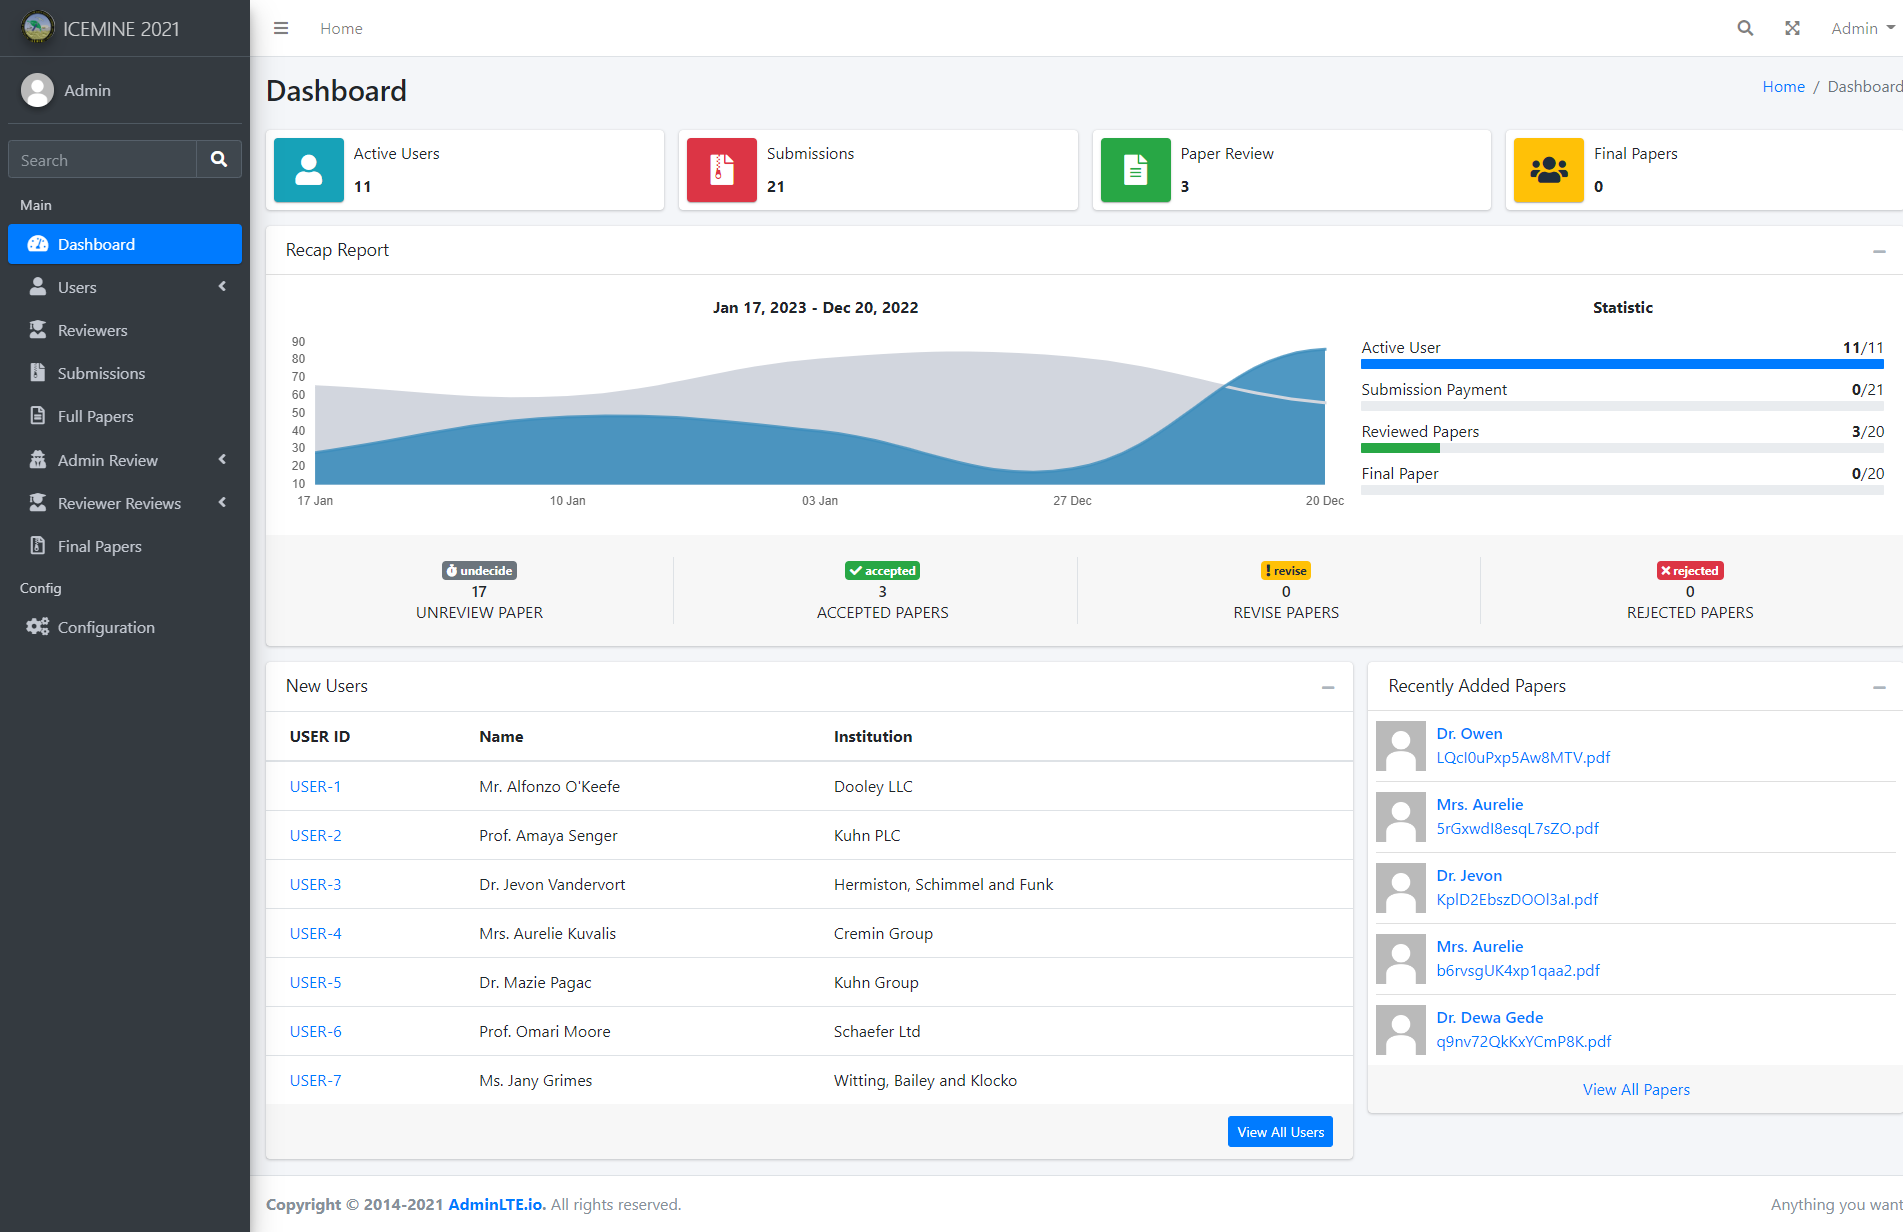 ICEMINE 2021
Home
Admin
Admin
Search
Main
Dashboard
Users
Reviewers
Submissions
Full Papers
Admin Review
Reviewer Reviews
Final Papers
Config
Configuration
Dashboard
Home / Dashboard
Active Users
11
Submissions
21
Paper Review
3
Final Papers
0
Recap Report
Jan 17, 2023 - Dec 20, 2022
90
80
70
60
50
40
30
20
10
17 Jan
10 Jan
03 Jan
27 Dec
20 Dec
Statistic
Active User 11/11
Submission Payment 0/21
Reviewed Papers 3/20
Final Paper 0/20
undecide
17
UNREVIEW PAPER
accepted
3
ACCEPTED PAPERS
revise
0
REVISE PAPERS
rejected
0
REJECTED PAPERS
New Users
USER ID Name Institution
USER-1 Mr. Alfonzo O'Keefe Dooley LLC
USER-2 Prof. Amaya Senger Kuhn PLC
USER-3 Dr. Jevon Vandervort Hermiston, Schimmel and Funk
USER-4 Mrs. Aurelie Kuvalis Cremin Group
USER-5 Dr. Mazie Pagac Kuhn Group
USER-6 Prof. Omari Moore Schaefer Ltd
USER-7 Ms. Jany Grimes Witting, Bailey and Klocko
View All Users
Recently Added Papers
Dr. Owen
LQcI0uPxp5Aw8MTV.pdf
Mrs. Aurelie
5rGxwdI8esqL7sZO.pdf
Dr. Jevon
KplD2EbszDOOl3aI.pdf
Mrs. Aurelie
b6rvsgUK4xp1qaa2.pdf
Dr. Dewa Gede
q9nv72QkKxYCmP8K.pdf
View All Papers
Copyright © 2014-2021 AdminLTE.io. All rights reserved.
Anything you want